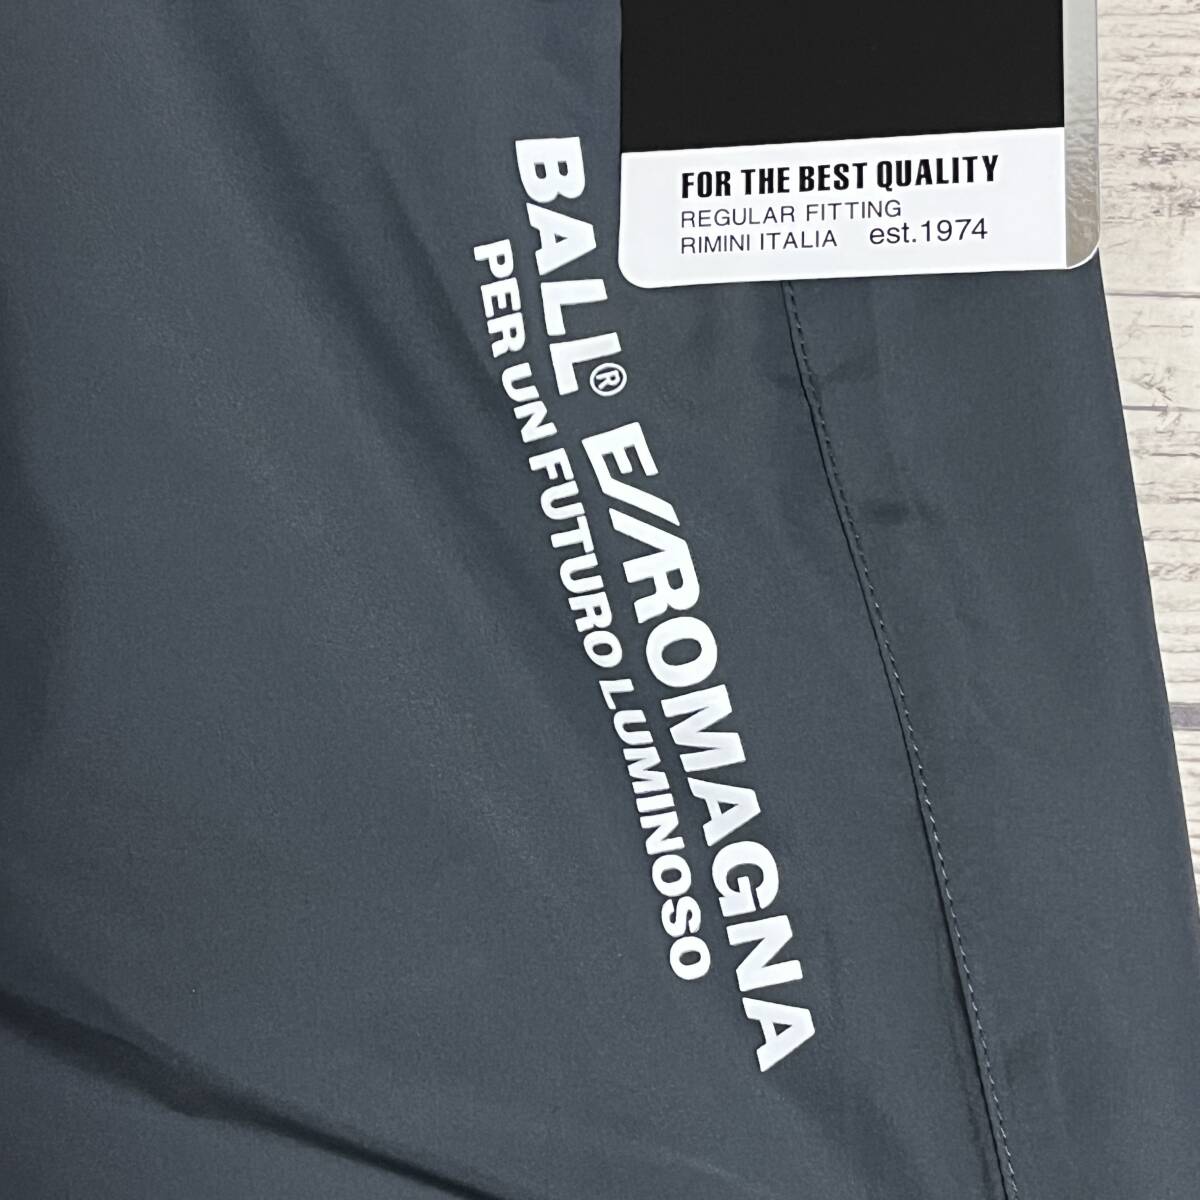 FOR THE BEST QUALITY
REGULAR FITTING
RIMINI ITALIA est.1974
BALL® E/ROMAGNA
PER UN FUTURO LUMINOSO